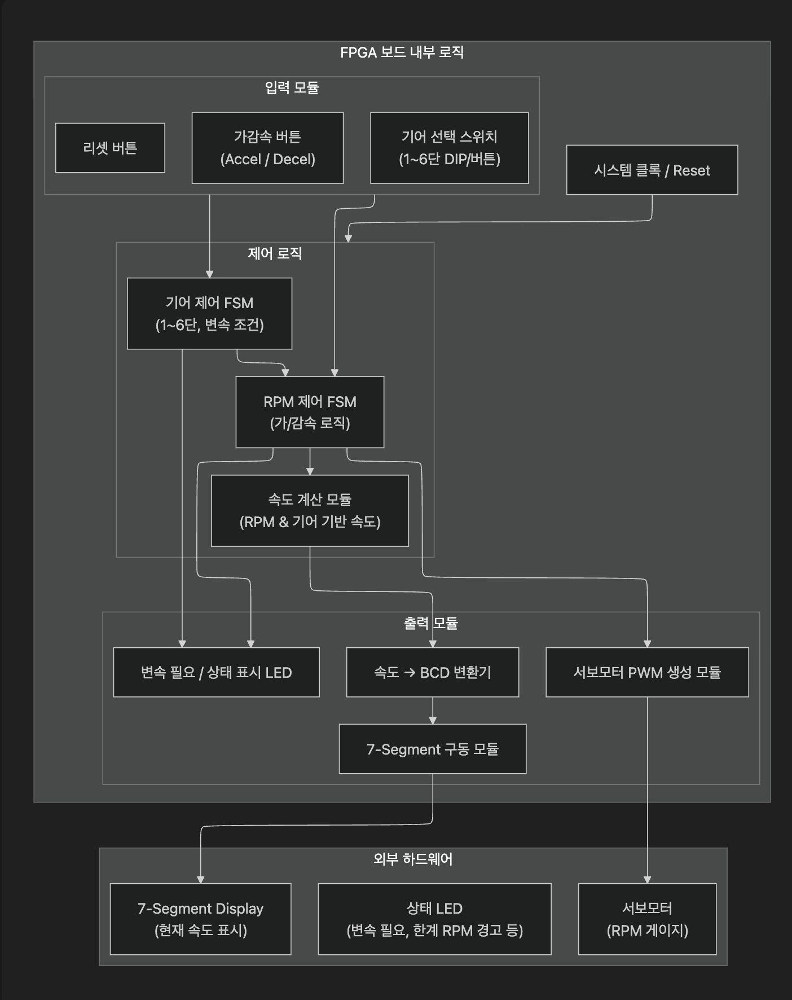 FPGA 보드 내부 로직
입력 모듈
리셋 버튼
가감속 버튼
(Accel / Decel)
기어 선택 스위치
(1~6단 DIP/버튼)
시스템 클록 / Reset
제어 로직
기어 제어 FSM
(1~6단, 변속 조건)
RPM 제어 FSM
(가/감속 로직)
속도 계산 모듈
(RPM & 기어 기반 속도)
출력 모듈
변속 필요 / 상태 표시 LED
속도 → BCD 변환기
서보모터 PWM 생성 모듈
7-Segment 구동 모듈
외부 하드웨어
7-Segment Display
(현재 속도 표시)
상태 LED
(변속 필요, 한계 RPM 경고 등)
서보모터
(RPM 게이지)